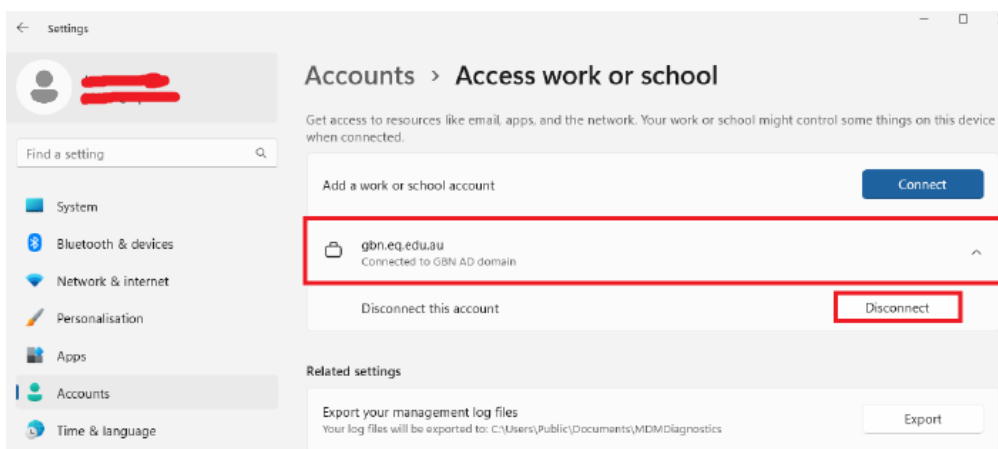 Settings
Accounts > Access work or school
Get access to resources like email, apps, and the network. Your work or school might control some things on this device
when connected.
Find a setting
Add a work or school account
Connect
System
Bluetooth & devices
Network & internet
Personalisation
Apps
Accounts
Time & language
gbn.eq.edu.au
Connected to GBN AD domain
Disconnect this account
Disconnect
Related settings
Export your management log files
Your log files will be exported to: C:\Users\Public\Documents\MDMDiagnostics
Export